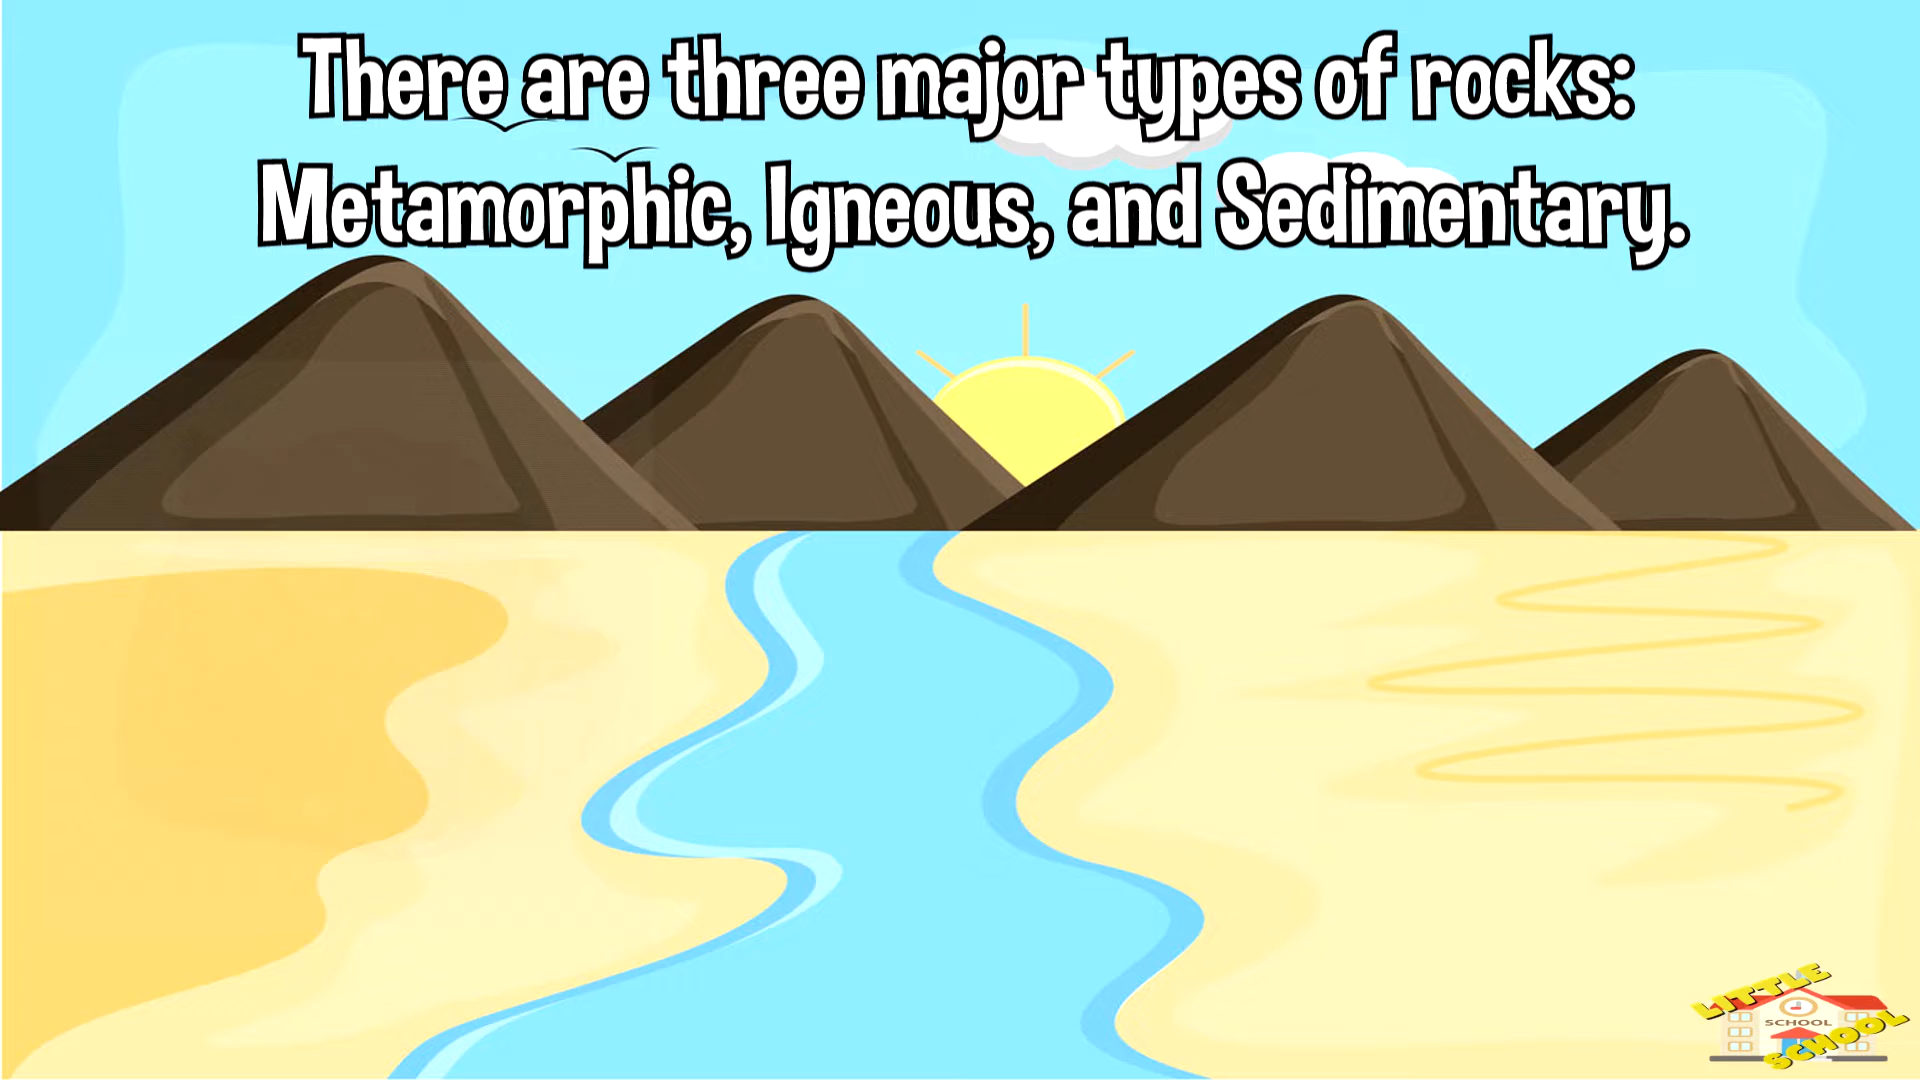 There are three major types of rocks:
Metamorphic, Igneous, and Sedimentary.
LITTLE
SCHOOL
SCHOOL